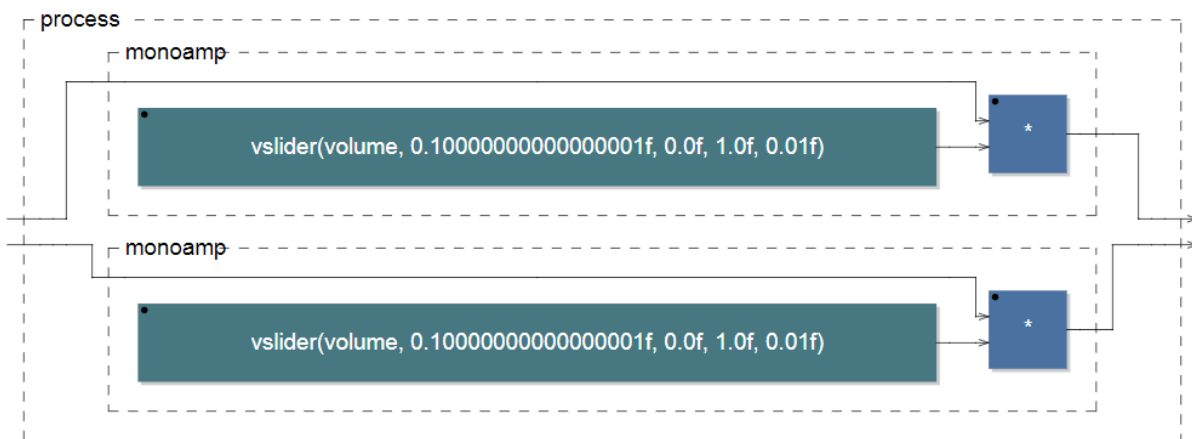 process
monoamp
vslider(volume, 0.10000000000000001f, 0.0f, 1.0f, 0.01f)
*
monoamp
vslider(volume, 0.10000000000000001f, 0.0f, 1.0f, 0.01f)
*